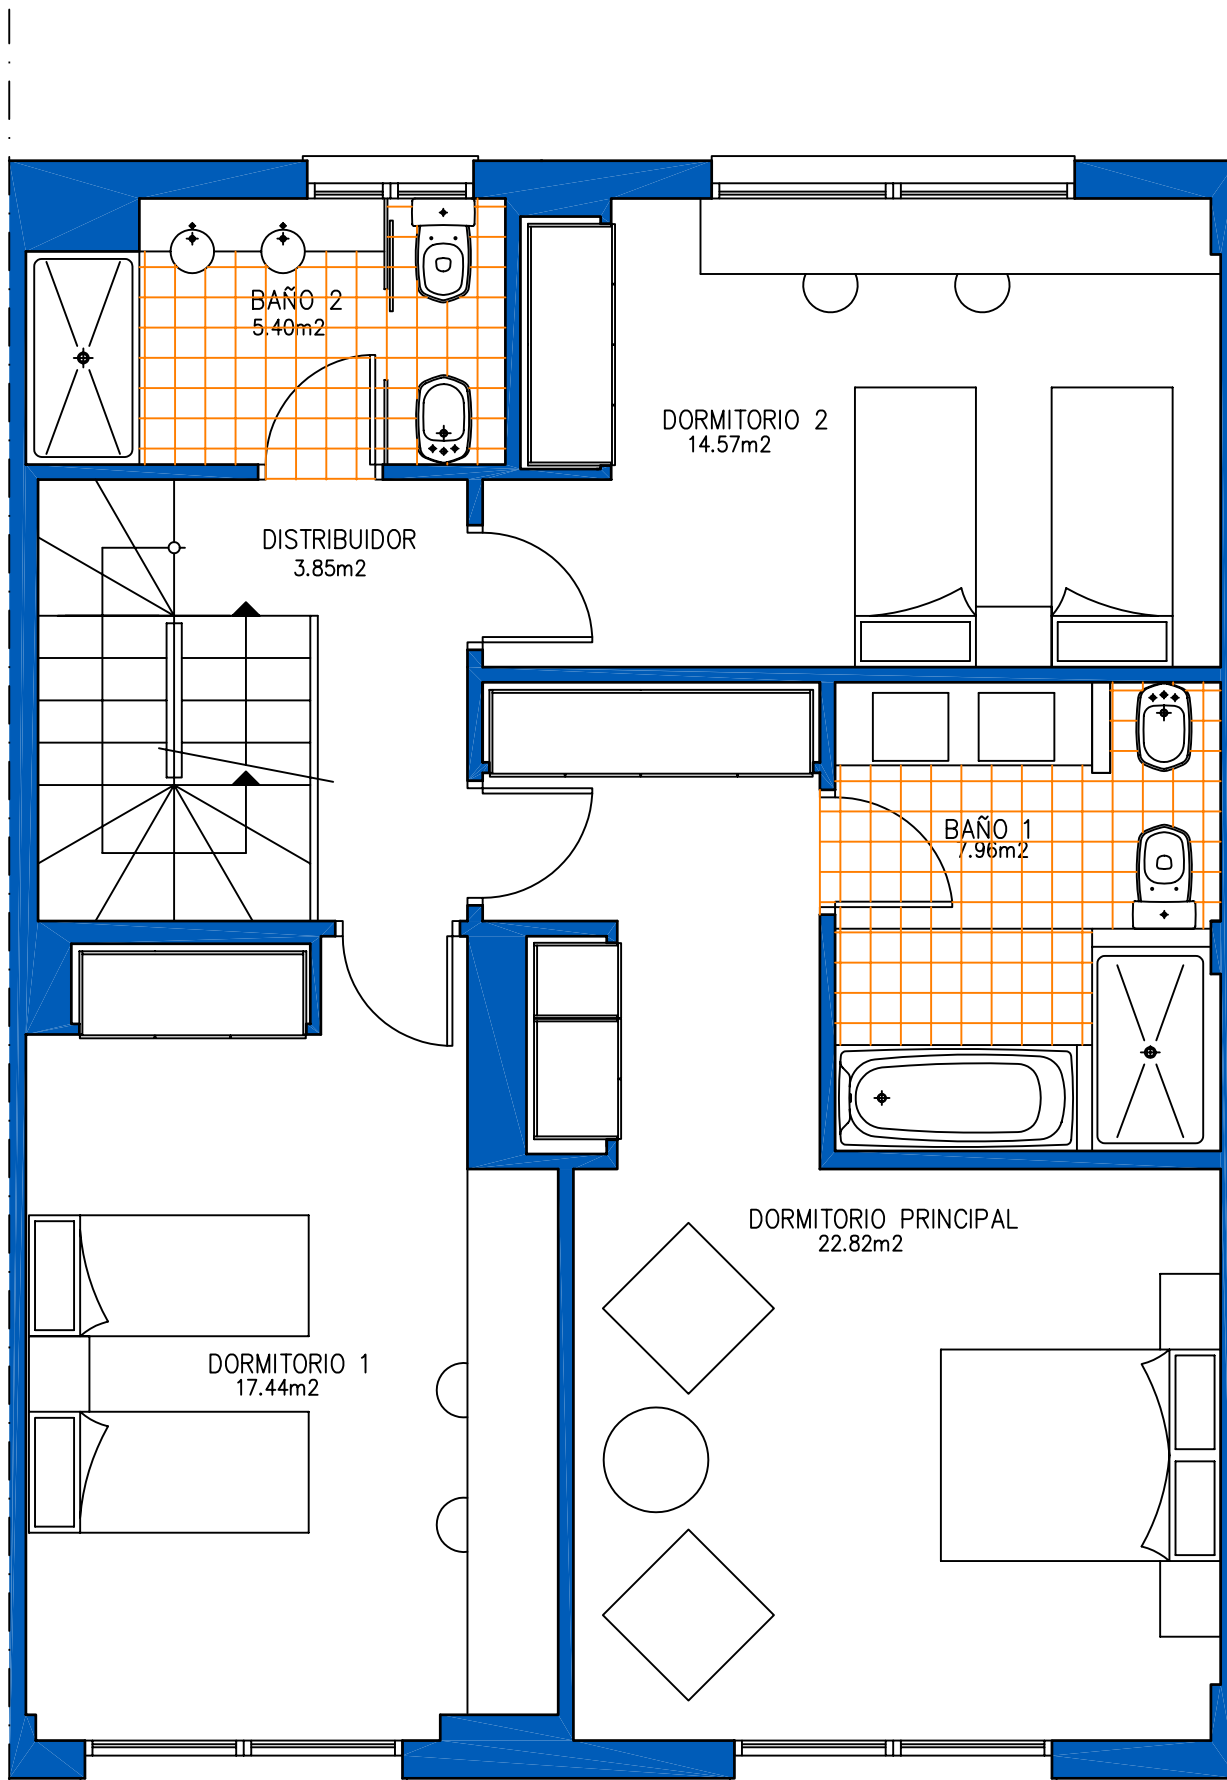 BAÑO 2
5.40m2
DORMITORIO 2
14.57m2
DISTRIBUIDOR
3.85m2
BAÑO 1
7.96m2
DORMITORIO PRINCIPAL
22.82m2
DORMITORIO 1
17.44m2